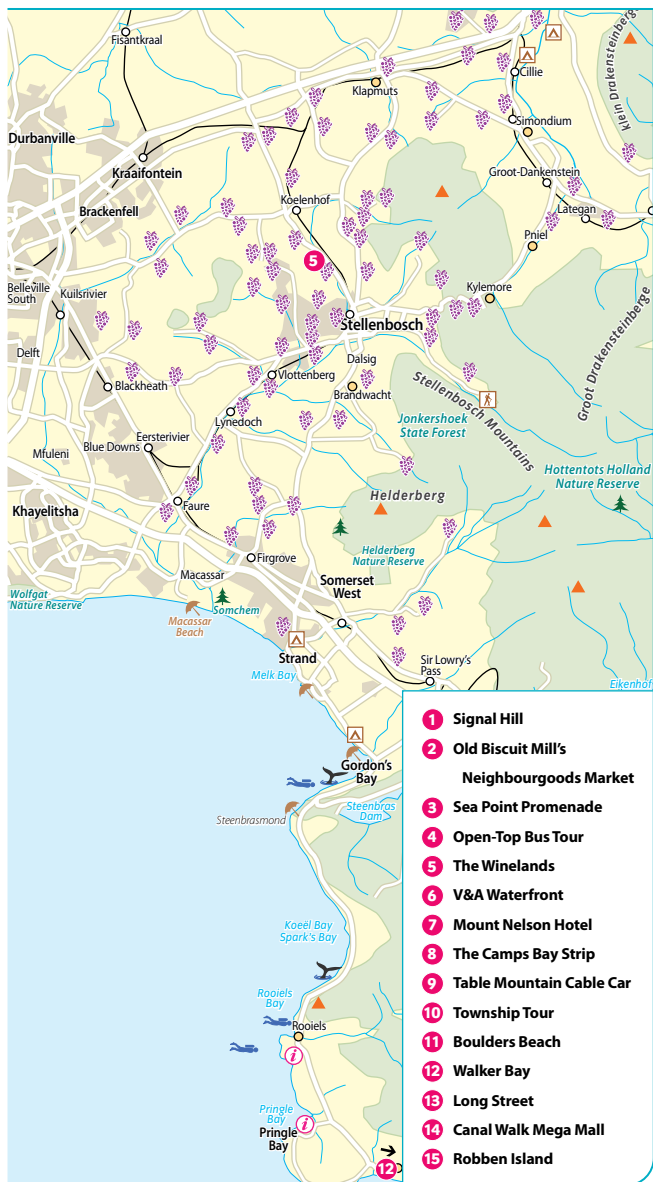 Fisantkraal
Klein Drakensteinberge
Cillie
Klapmuts
Durbanville
Simondium
Kraaifontein
Groot-Dankenstein
Koelenhof
Brackenfell
Lategan
Pniel
5
Belleville
South
Kuilsrivier
Kylemore
Groot Drakensteinberge
Stellenbosch
Delft
Dalsig
Vlottenberg
Stellenbosch Mountains
Blackheath
Brandwacht
Lynedoch
Jonkershoek
State Forest
Eersterivier
Blue Downs
Mfuleni
Hottentots Holland
Nature Reserve
Helderberg
Faure
Khayelitsha
Helderberg
Nature Reserve
Firgrove
Macassar
Somerset
West
Wolfgat
Nature Reserve
Somchem
Macassar
Beach
Strand
Sir Lowry's
Pass
Melk Bay
Eikenhof
Gordon's
Bay
Steenbras
Dam
Steenbrasmond
Koeël Bay
Spark's Bay
Rooiels
Bay
Rooiels
i
Pringle
Bay
i
Pringle
Bay
12
1 Signal Hill
2 Old Biscuit Mill's
Neighbourgoods Market
3 Sea Point Promenade
4 Open-Top Bus Tour
5 The Winelands
6 V&A Waterfront
7 Mount Nelson Hotel
8 The Camps Bay Strip
9 Table Mountain Cable Car
10 Township Tour
11 Boulders Beach
12 Walker Bay
13 Long Street
14 Canal Walk Mega Mall
15 Robben Island